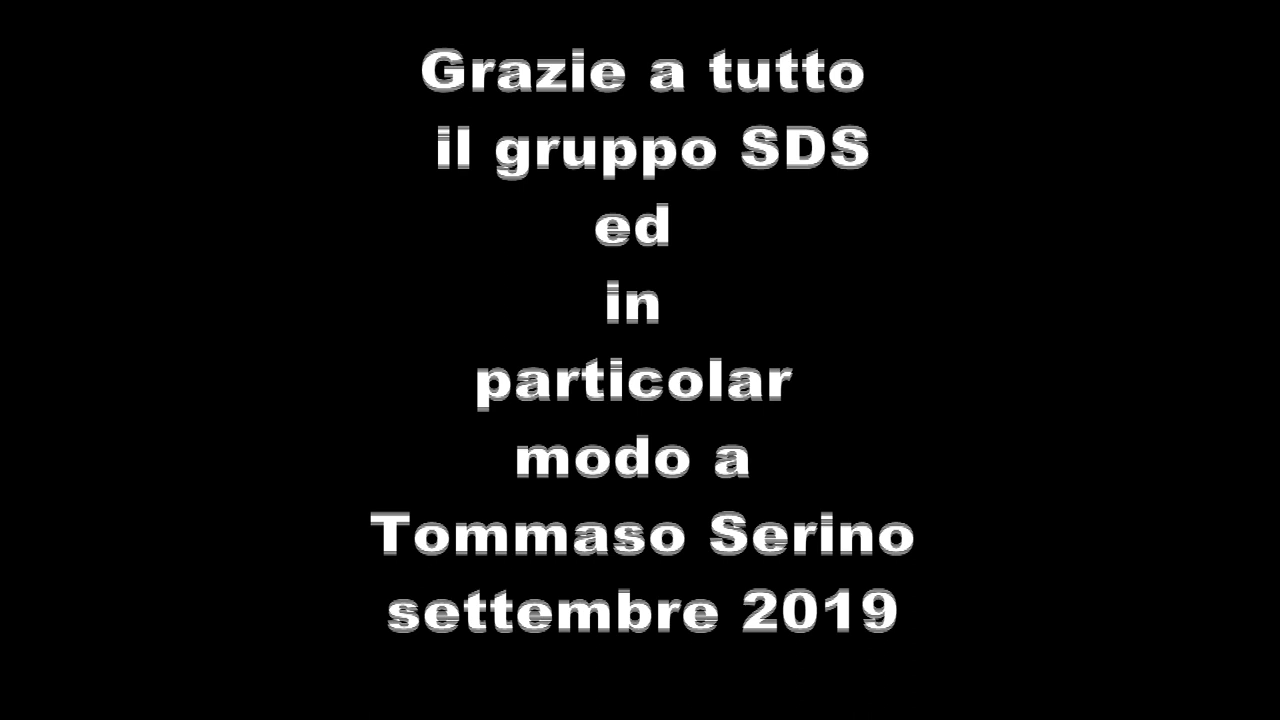 Grazie a tutto
il gruppo SDS
ed
in
particolar
modo a
Tommaso Serino
settembre 2019